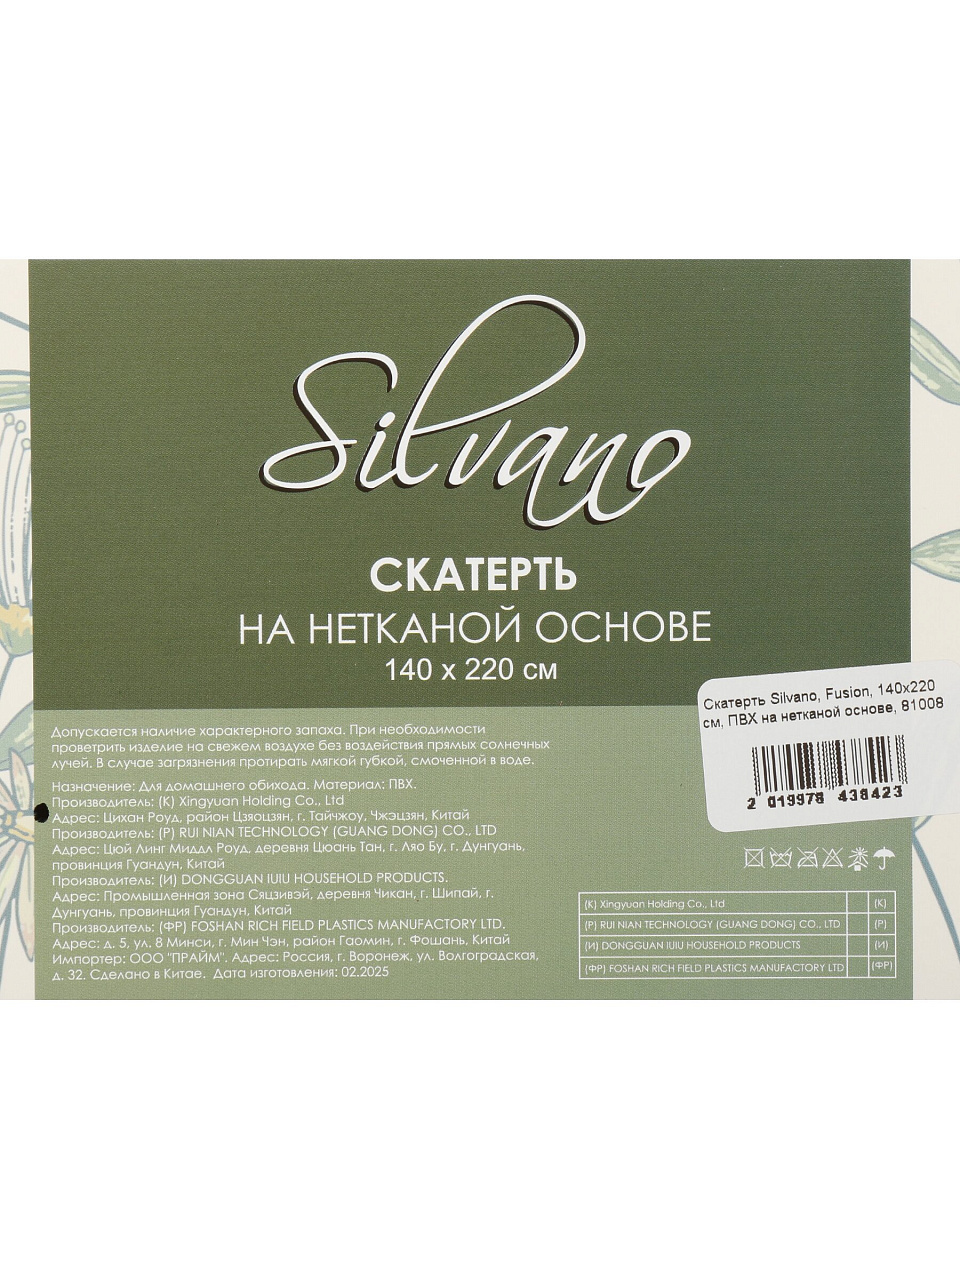 Silvano
СКАТЕРТЬ
НА НЕТКАНОЙ ОСНОВЕ
140 х 220 см
Скатерть Silvano, Fusion, 140x220
см, ПВХ на нетканой основе, 81008
2 019978 438423
Допускается наличие характерного запаха. При необходимости
проветрить изделие на свежем воздухе без воздействия прямых солнечных
лучей. В случае загрязнения протирать мягкой губкой, смоченной в воде.
Назначение: Для домашнего обихода. Материал: ПВХ.
Производитель: (К) Xingyuan Holding Co., Ltd
Адрес: Цихан Роуд, район Цзяоцзян, г. Тайчжоу, Чжэцзян, Китай
Производитель: (Р) RUI NIAN TECHNOLOGY (GUANG DONG) CO., LTD
Адрес: Цюй Линг Миддл Роуд, деревня Цюань Тан, г. Ляо Бу, г. Дунгуань,
провинция Гуандун, Китай
Производитель: (И) DONGGUAN IUIU HOUSEHOLD PRODUCTS.
Адрес: Промышленная зона Сяцзивэй, деревня Чикан, г. Шипай, г.
Дунгуань, провинция Гуандун, Китай
Производитель: (ФР) FOSHAN RICH FIELD PLASTICS MANUFACTORY LTD.
Адрес: д. 5, ул. 8 Минси, г. Мин Чэн, район Гаомин, г. Фошань, Китай
Импортер: ООО "ПРАЙМ". Адрес: Россия, г. Воронеж, ул. Волгоградская,
д. 32. Сделано в Китае. Дата изготовления: 02.2025
(К) Xingyuan Holding Co., Ltd (К)
(Р) RUI NIAN TECHNOLOGY (GUANG DONG) CO., LTD (Р)
(И) DONGGUAN IUIU HOUSEHOLD PRODUCTS (И)
(ФР) FOSHAN RICH FIELD PLASTICS MANUFACTORY LTD (ФР)